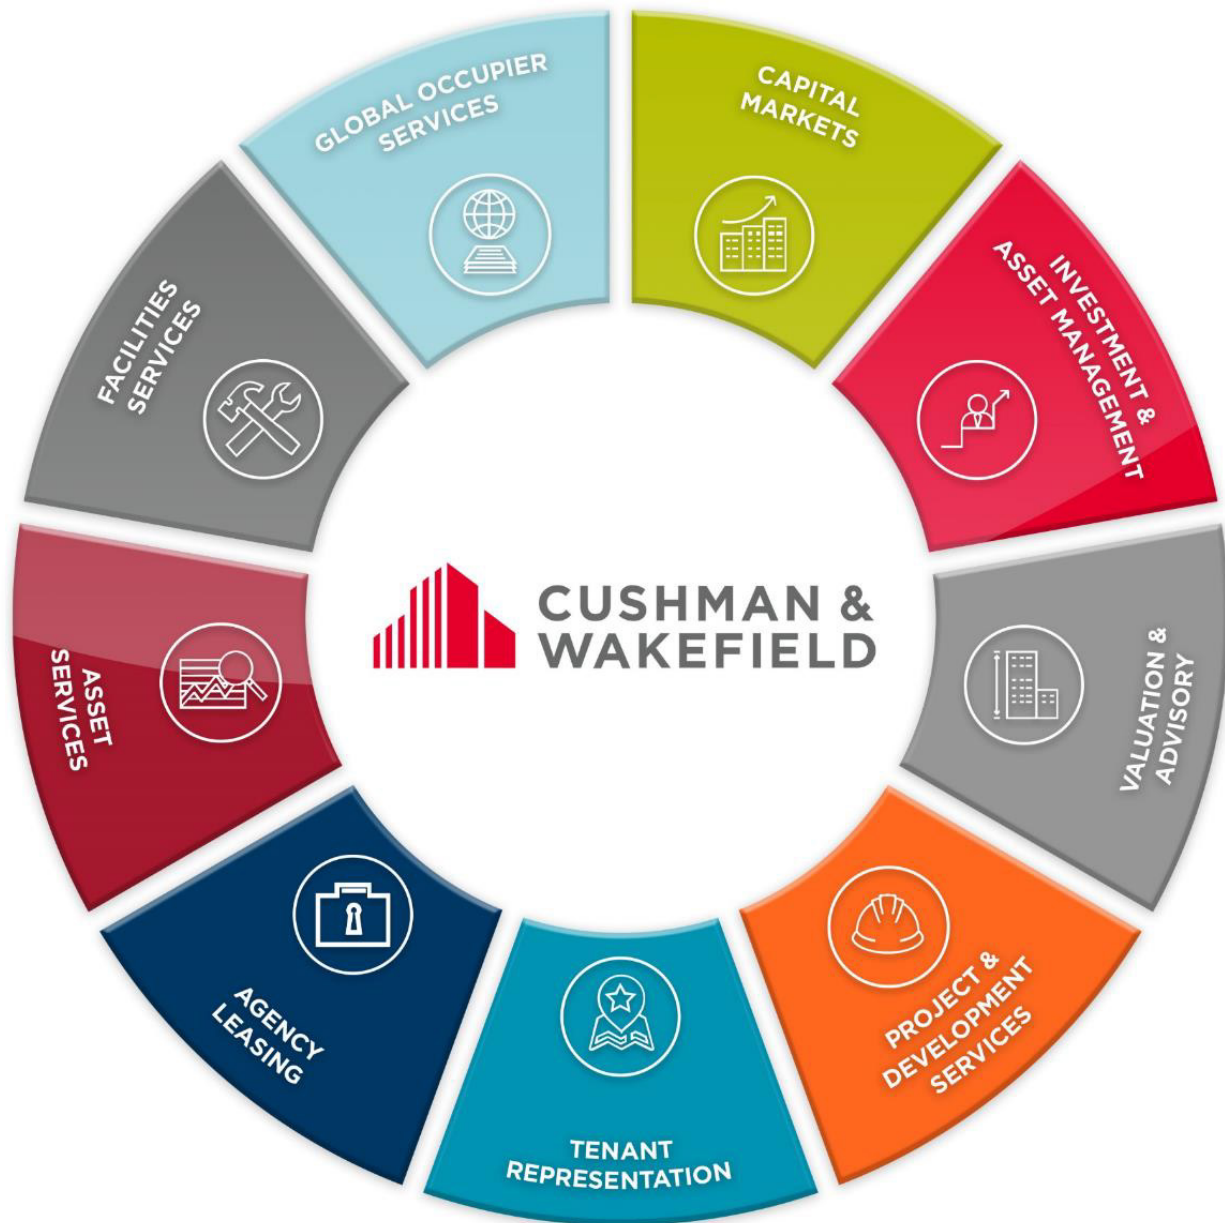 GLOBAL OCCUPIER
SERVICES
CAPITAL
MARKETS
INVESTMENT &
ASSET MANAGEMENT
VALUATION &
ADVISORY
PROJECT &
DEVELOPMENT
SERVICES
TENANT
REPRESENTATION
AGENCY
LEASING
ASSET
SERVICES
FACILITIES
SERVICES
CUSHMAN &
WAKEFIELD